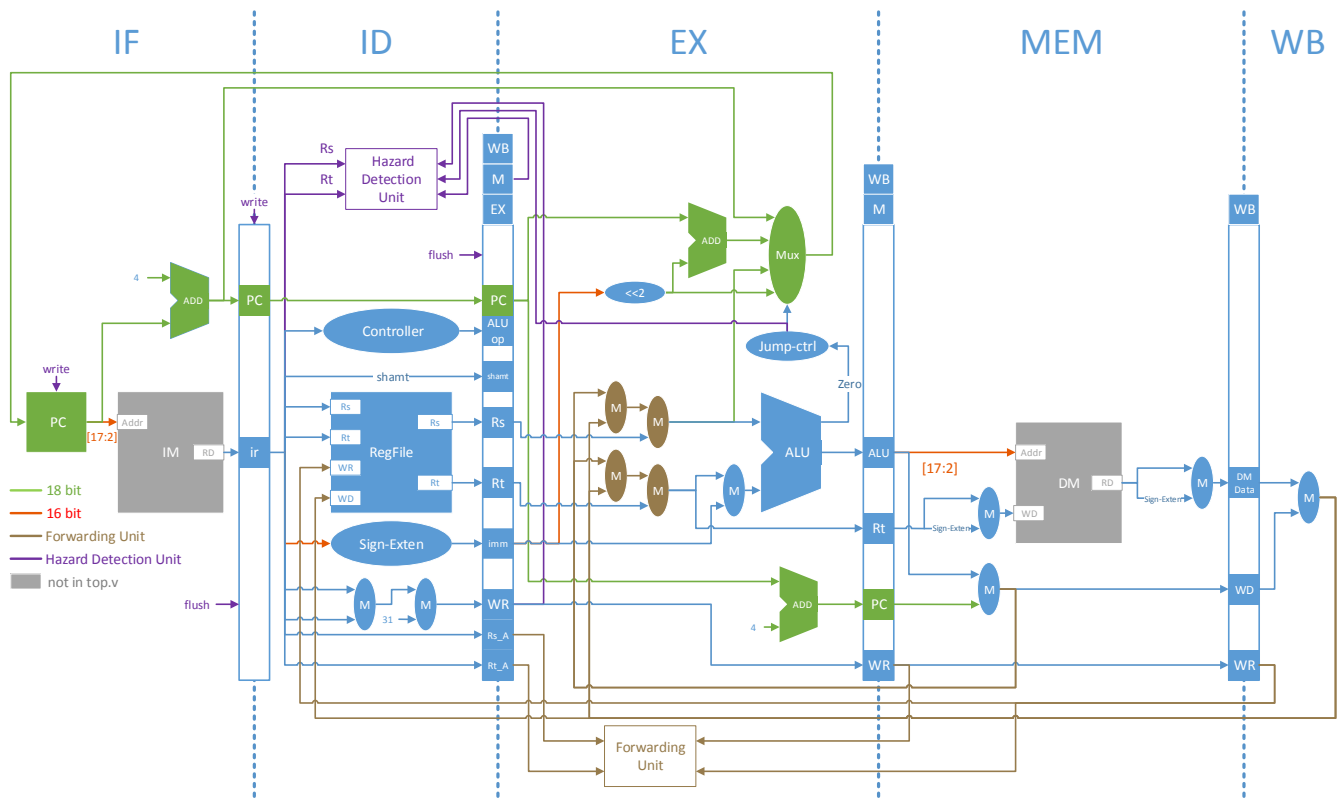 IF
ID
EX
MEM
WB
Rs
Rt
Hazard
Detection
Unit
WB
M
EX
WB
M
WB
write
flush
4
ADD
PC
PC
ALU
op
Controller
shamt
shamt
<<2
ADD
Mux
Jump-ctrl
Zero
write
PC
[17:2]
Addr
IM
RD
ir
Rs
Rt
WR
WD
RegFile
Rs
Rt
Rs
Rt
M
M
M
M
M
ALU
ALU
[17:2]
Rt
Addr
DM
RD
WD
Sign-Exten
M
Sign-Exten
M
DM
Data
M
18 bit
16 bit
Forwarding Unit
Hazard Detection Unit
not in top.v
Sign-Exten
imm
flush
M
31
M
WR
Rs_A
Rt_A
4
ADD
PC
M
WD
WR
WR
Forwarding
Unit